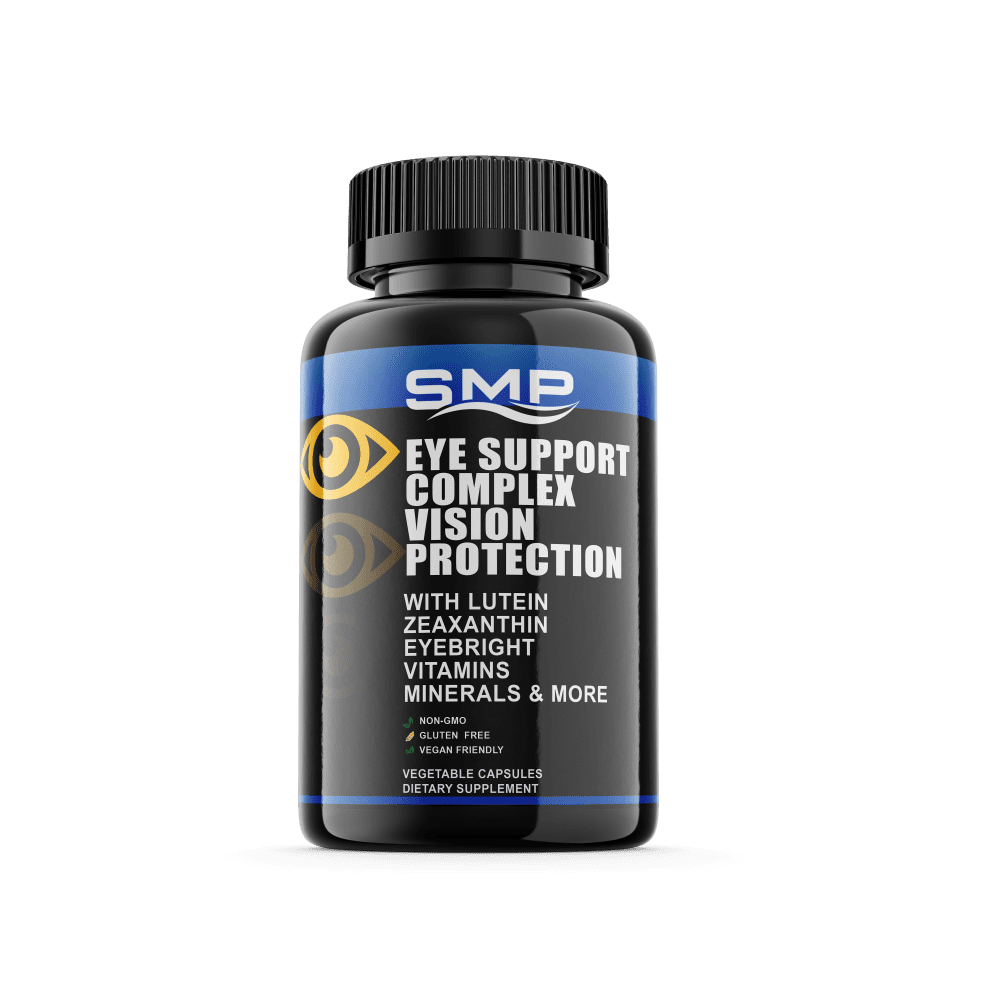 SMP
EYE SUPPORT
COMPLEX
VISION
PROTECTION
WITH LUTEIN
ZEAXANTHIN
EYEBRIGHT
VITAMINS
MINERALS & MORE
NON-GMO
GLUTEN FREE
VEGAN FRIENDLY
VEGETABLE CAPSULES
DIETARY SUPPLEMENT